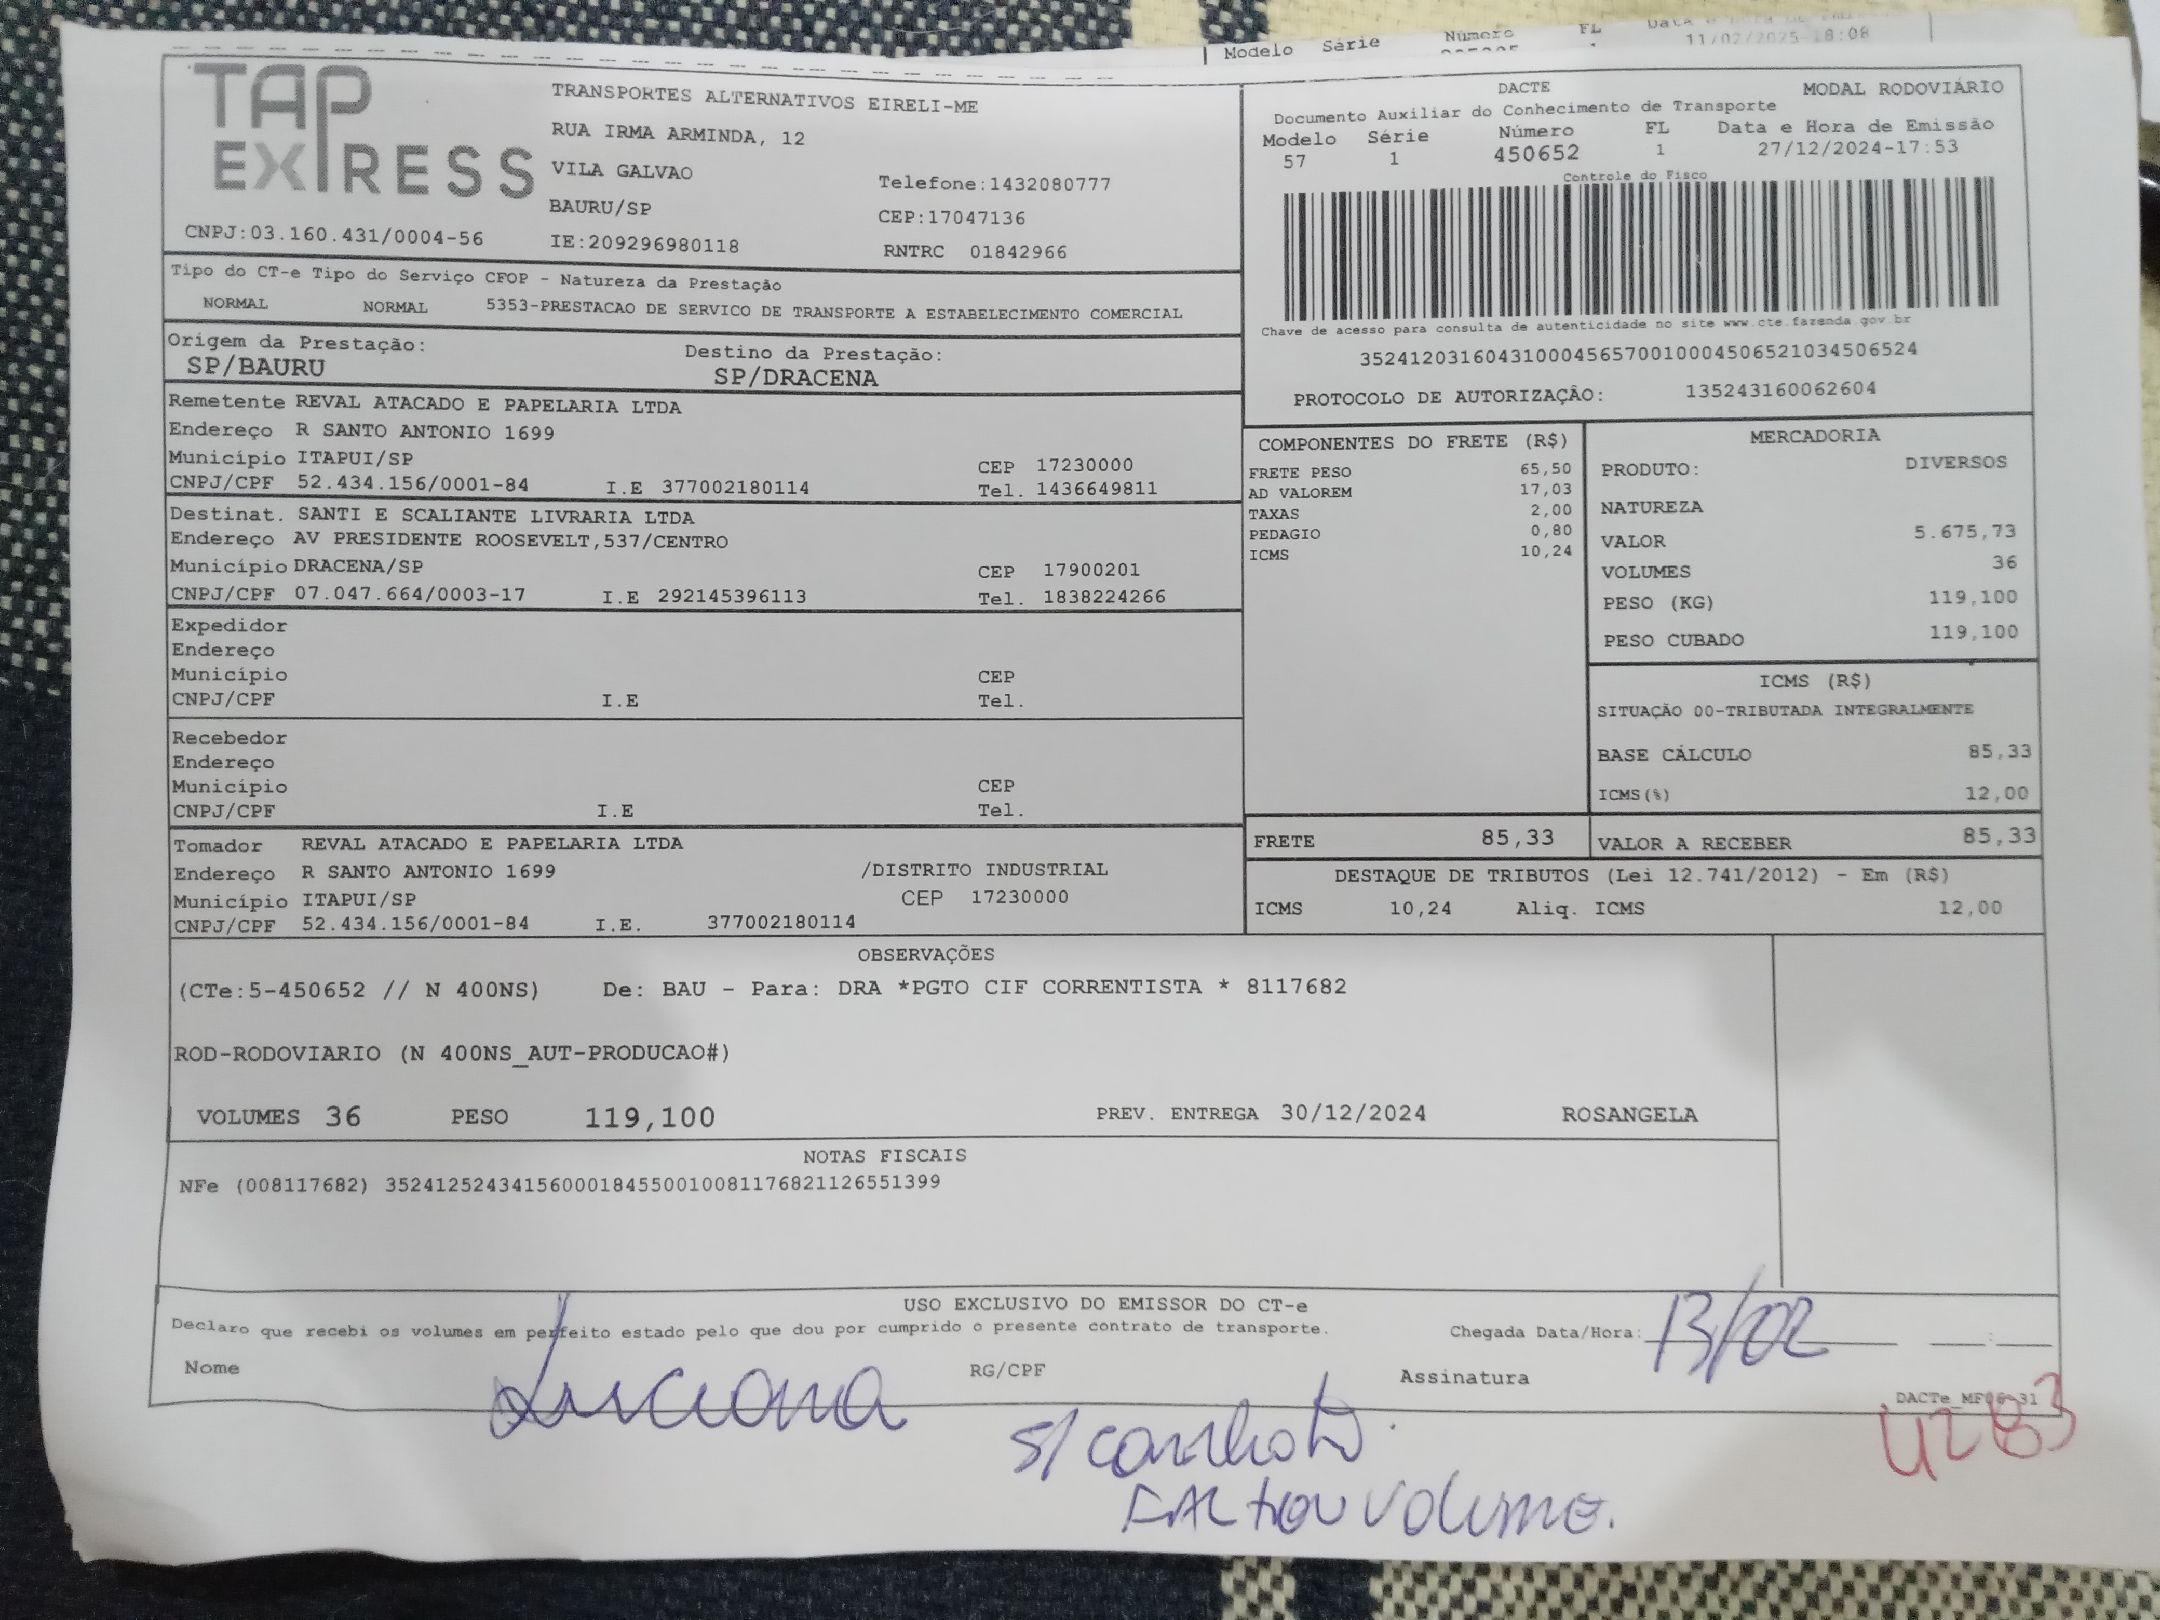 Modelo Série Número FL
11/02/2025-18:08
TAP
EXPRESS
CNPJ:03.160.431/0004-56
TRANSPORTES ALTERNATIVOS EIRELI-ME
RUA IRMA ARMINDA, 12
VILA GALVAO
Telefone:1432080777
BAURU/SP
CEP:17047136
IE:209296980118
RNTRC 01842966
DACTE MODAL RODOVIÁRIO
Documento Auxiliar do Conhecimento de Transporte
Modelo Série Número FL Data e Hora de Emissão
57 1 450652 1 27/12/2024-17:53
Controle do Fisco
Chave de acesso para consulta de autenticidade no site www.cte.fazenda.gov.br
35241203160431000456570010004506521034506524
PROTOCOLO DE AUTORIZAÇÃO: 135243160062604
Tipo do CT-e Tipo do Serviço CFOP - Natureza da Prestação
NORMAL NORMAL 5353-PRESTACAO DE SERVICO DE TRANSPORTE A ESTABELECIMENTO COMERCIAL
Origem da Prestação: Destino da Prestação:
SP/BAURU SP/DRACENA
Remetente REVAL ATACADO E PAPELARIA LTDA
Endereço R SANTO ANTONIO 1699
Município ITAPUI/SP CEP 17230000
CNPJ/CPF 52.434.156/0001-84 I.E 377002180114 Tel. 1436649811
Destinat. SANTI E SCALIANTE LIVRARIA LTDA
Endereço AV PRESIDENTE ROOSEVELT,537/CENTRO
Município DRACENA/SP CEP 17900201
CNPJ/CPF 07.047.664/0003-17 I.E 292145396113 Tel. 1838224266
Expedidor
Endereço
Município CEP
CNPJ/CPF I.E Tel.
Recebedor
Endereço
Município CEP
CNPJ/CPF I.E Tel.
Tomador REVAL ATACADO E PAPELARIA LTDA
Endereço R SANTO ANTONIO 1699 /DISTRITO INDUSTRIAL
Município ITAPUI/SP CEP 17230000
CNPJ/CPF 52.434.156/0001-84 I.E. 377002180114
COMPONENTES DO FRETE (R$)
FRETE PESO 65,50
AD VALOREM 17,03
TAXAS 2,00
PEDAGIO 0,80
ICMS 10,24
MERCADORIA
PRODUTO: DIVERSOS
NATUREZA
VALOR 5.675,73
VOLUMES 36
PESO (KG) 119,100
PESO CUBADO 119,100
ICMS (R$)
SITUAÇÃO 00-TRIBUTADA INTEGRALMENTE
BASE CÁLCULO 85,33
ICMS(%) 12,00
FRETE 85,33 VALOR A RECEBER 85,33
DESTAQUE DE TRIBUTOS (Lei 12.741/2012) - Em (R$)
ICMS 10,24 Aliq. ICMS 12,00
OBSERVAÇÕES
(CTe:5-450652 // N 400NS) De: BAU - Para: DRA *PGTO CIF CORRENTISTA * 8117682
ROD-RODOVIARIO (N 400NS_AUT-PRODUCAO#)
VOLUMES 36 PESO 119,100 PREV. ENTREGA 30/12/2024 ROSANGELA
NOTAS FISCAIS
NFe (008117682) 35241252434156000184550010081176821126551399
USO EXCLUSIVO DO EMISSOR DO CT-e
Declaro que recebi os volumes em perfeito estado pelo que dou por cumprido o presente contrato de transporte. Chegada Data/Hora: 13/02
Nome Luciana RG/CPF Assinatura
s/ canhoto.
FALTOU VOLUME.